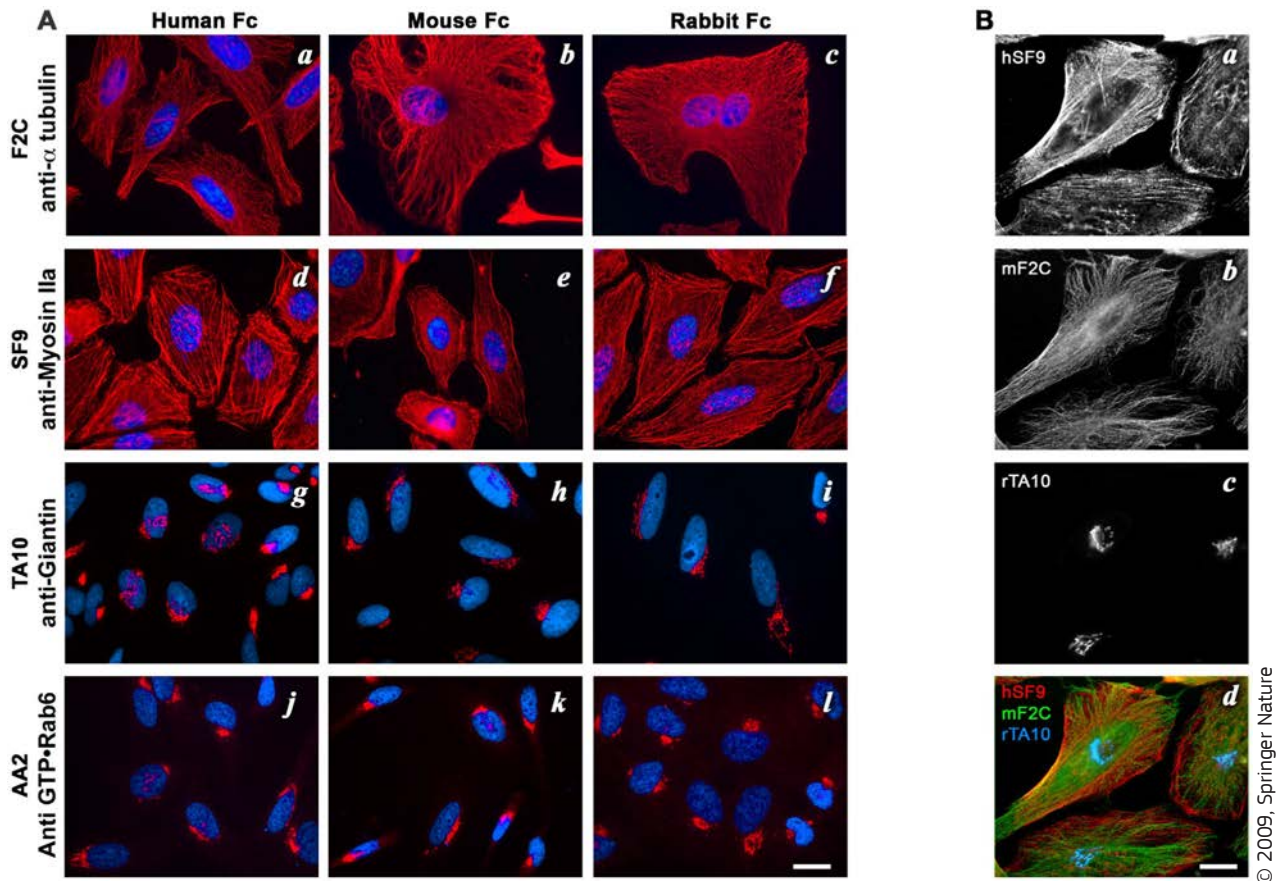 A
Human Fc
Mouse Fc
Rabbit Fc
F2C
anti-α tubulin
a
b
c
SF9
anti-Myosin IIa
d
e
f
TA10
anti-Giantin
g
h
i
AA2
Anti GTP•Rab6
j
k
l
B
hSF9
a
mF2C
b
rTA10
c
hSF9
mF2C
rTA10
d
© 2009, Springer Nature